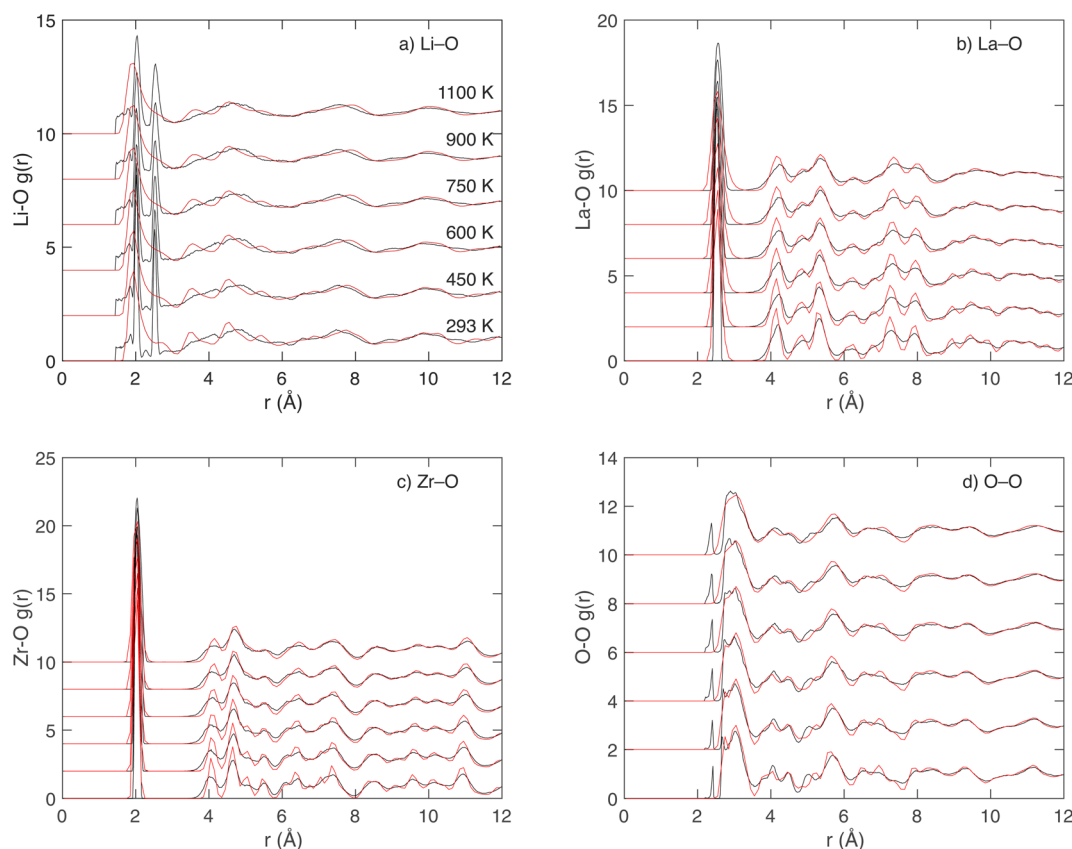 15
a) Li–O
1100 K
10
900 K
750 K
Li-O g(r)
600 K
5
450 K
293 K
0
0 2 4 6 8 10 12
r (Å)
20
b) La–O
15
La-O g(r)
10
5
0
0 2 4 6 8 10 12
r (Å)
25
c) Zr–O
20
15
Zr-O g(r)
10
5
0
0 2 4 6 8 10 12
r (Å)
14
d) O–O
12
10
8
O-O g(r)
6
4
2
0
0 2 4 6 8 10 12
r (Å)